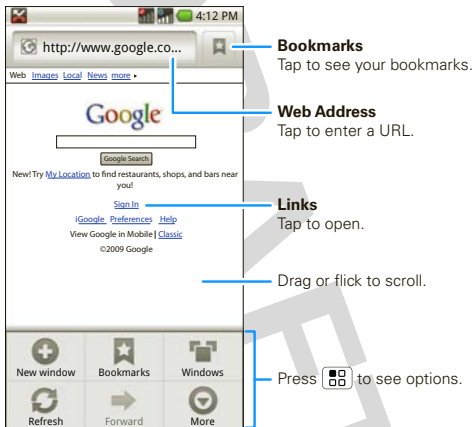 4:12 PM
http://www.google.co...
Bookmarks
Tap to see your bookmarks.
Web Images Local News more
Web Address
Tap to enter a URL.
Google
Google Search
New! Try My Location to find restaurants, shops, and bars near
you!
Sign In
Links
Tap to open.
iGoogle Preferences Help
View Google in Mobile | Classic
©2009 Google
Drag or flick to scroll.
New window Bookmarks Windows
Press to see options.
Refresh Forward More